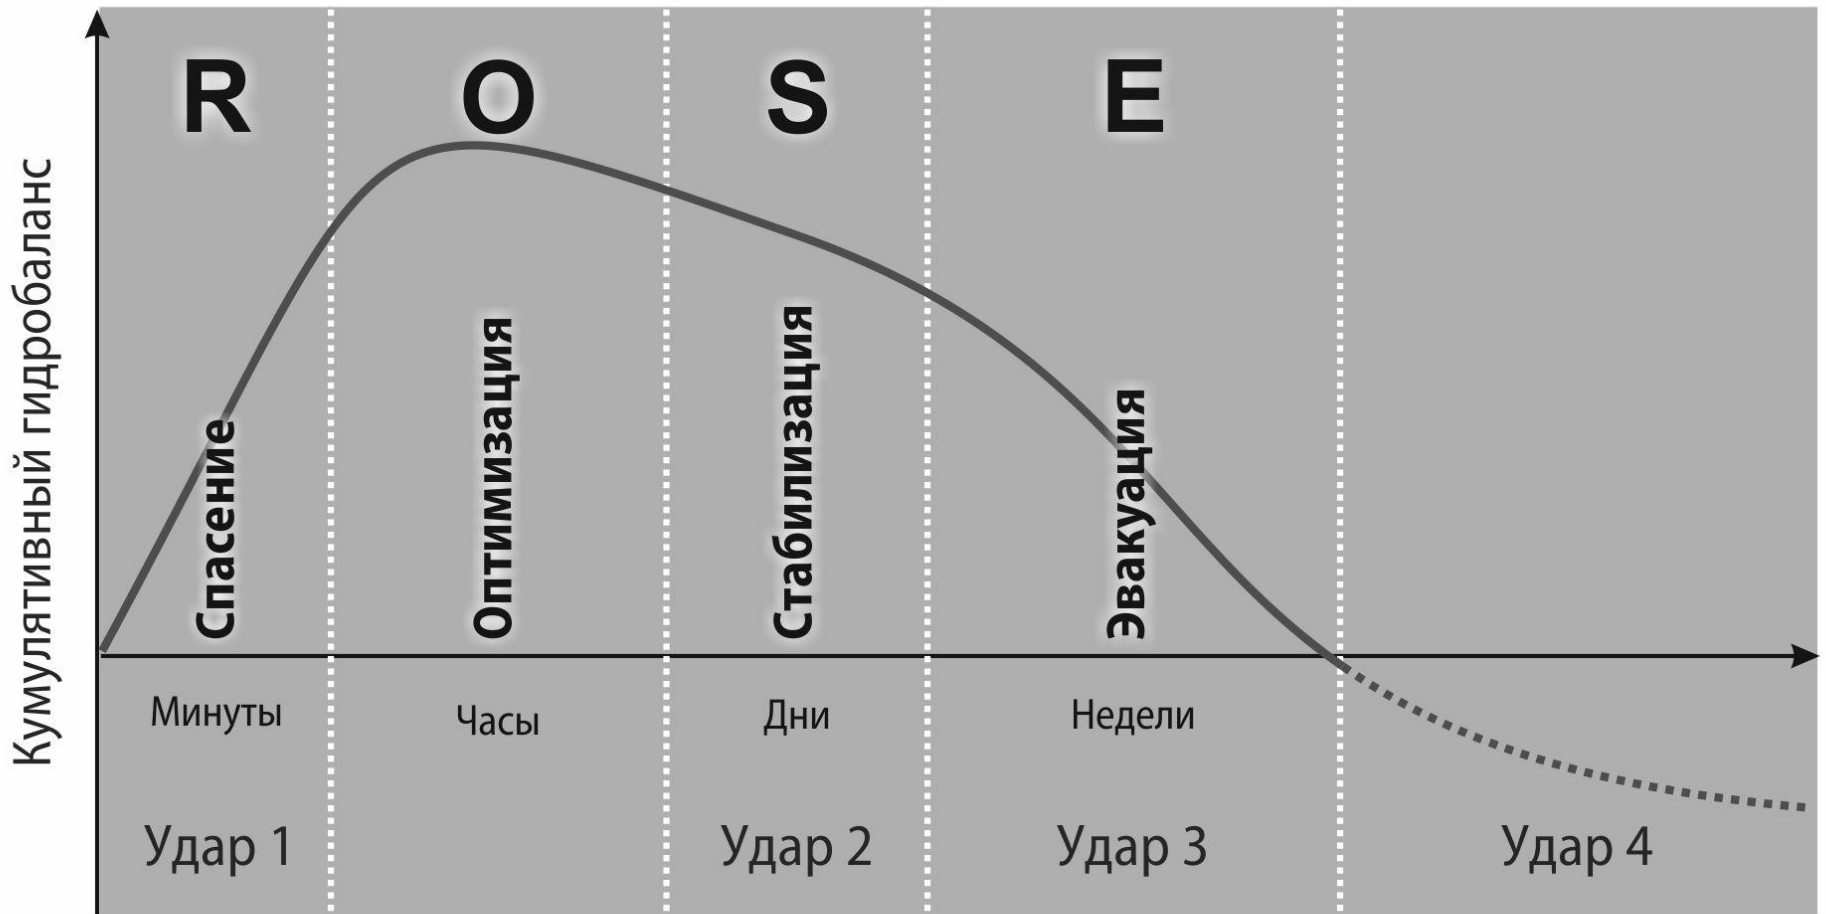 Кумулятивный гидробаланс
R
O
S
E
Спасение
Оптимизация
Стабилизация
Эвакуация
Минуты
Часы
Дни
Недели
Удар 1
Удар 2
Удар 3
Удар 4